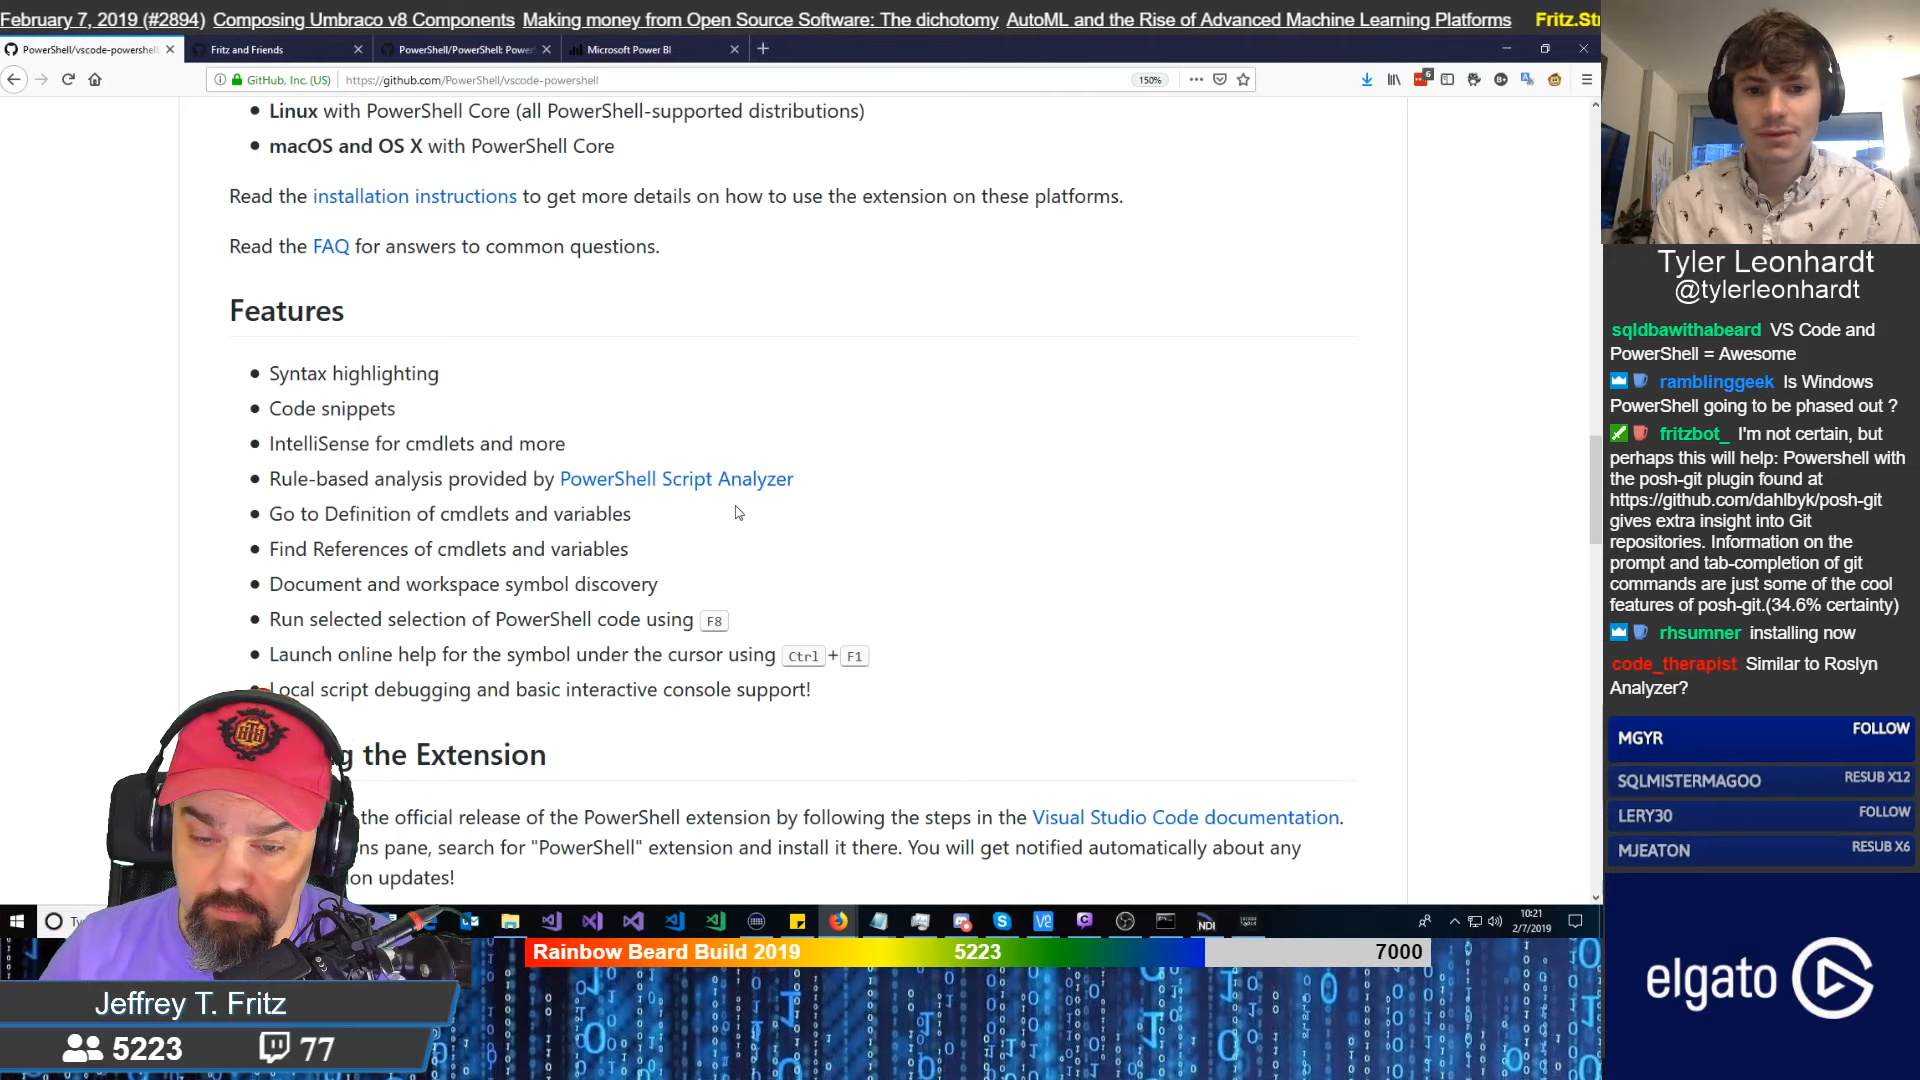 February 7, 2019 (#2894) Composing Umbraco v8 Components Making money from Open Source Software: The dichotomy AutoML and the Rise of Advanced Machine Learning Platforms Fritz.Str
PowerShell/vscode-powershell
Fritz and Friends
PowerShell/PowerShell: Power
Microsoft Power BI
GitHub, Inc. (US)
https://github.com/PowerShell/vscode-powershell
150%
6
Linux with PowerShell Core (all PowerShell-supported distributions)
macOS and OS X with PowerShell Core
Read the installation instructions to get more details on how to use the extension on these platforms.
Read the FAQ for answers to common questions.
Features
Syntax highlighting
Code snippets
IntelliSense for cmdlets and more
Rule-based analysis provided by PowerShell Script Analyzer
Go to Definition of cmdlets and variables
Find References of cmdlets and variables
Document and workspace symbol discovery
Run selected selection of PowerShell code using F8
Launch online help for the symbol under the cursor using Ctrl + F1
Local script debugging and basic interactive console support!
g the Extension
the official release of the PowerShell extension by following the steps in the Visual Studio Code documentation.
ns pane, search for "PowerShell" extension and install it there. You will get notified automatically about any
on updates!
Ty
NDI
10:21
2/7/2019
Tyler Leonhardt
@tylerleonhardt
sqldbawithabeard VS Code and
PowerShell = Awesome
ramblinggeek Is Windows
PowerShell going to be phased out ?
fritzbot_ I'm not certain, but
perhaps this will help: Powershell with
the posh-git plugin found at
https://github.com/dahlbyk/posh-git
gives extra insight into Git
repositories. Information on the
prompt and tab-completion of git
commands are just some of the cool
features of posh-git.(34.6% certainty)
rhsumner installing now
code_therapist Similar to Roslyn
Analyzer?
MGYR FOLLOW
SQLMISTERMAGOO RESUB X12
LERY30 FOLLOW
MJEATON RESUB X6
elgato
Rainbow Beard Build 2019 5223 7000
Jeffrey T. Fritz
5223 77